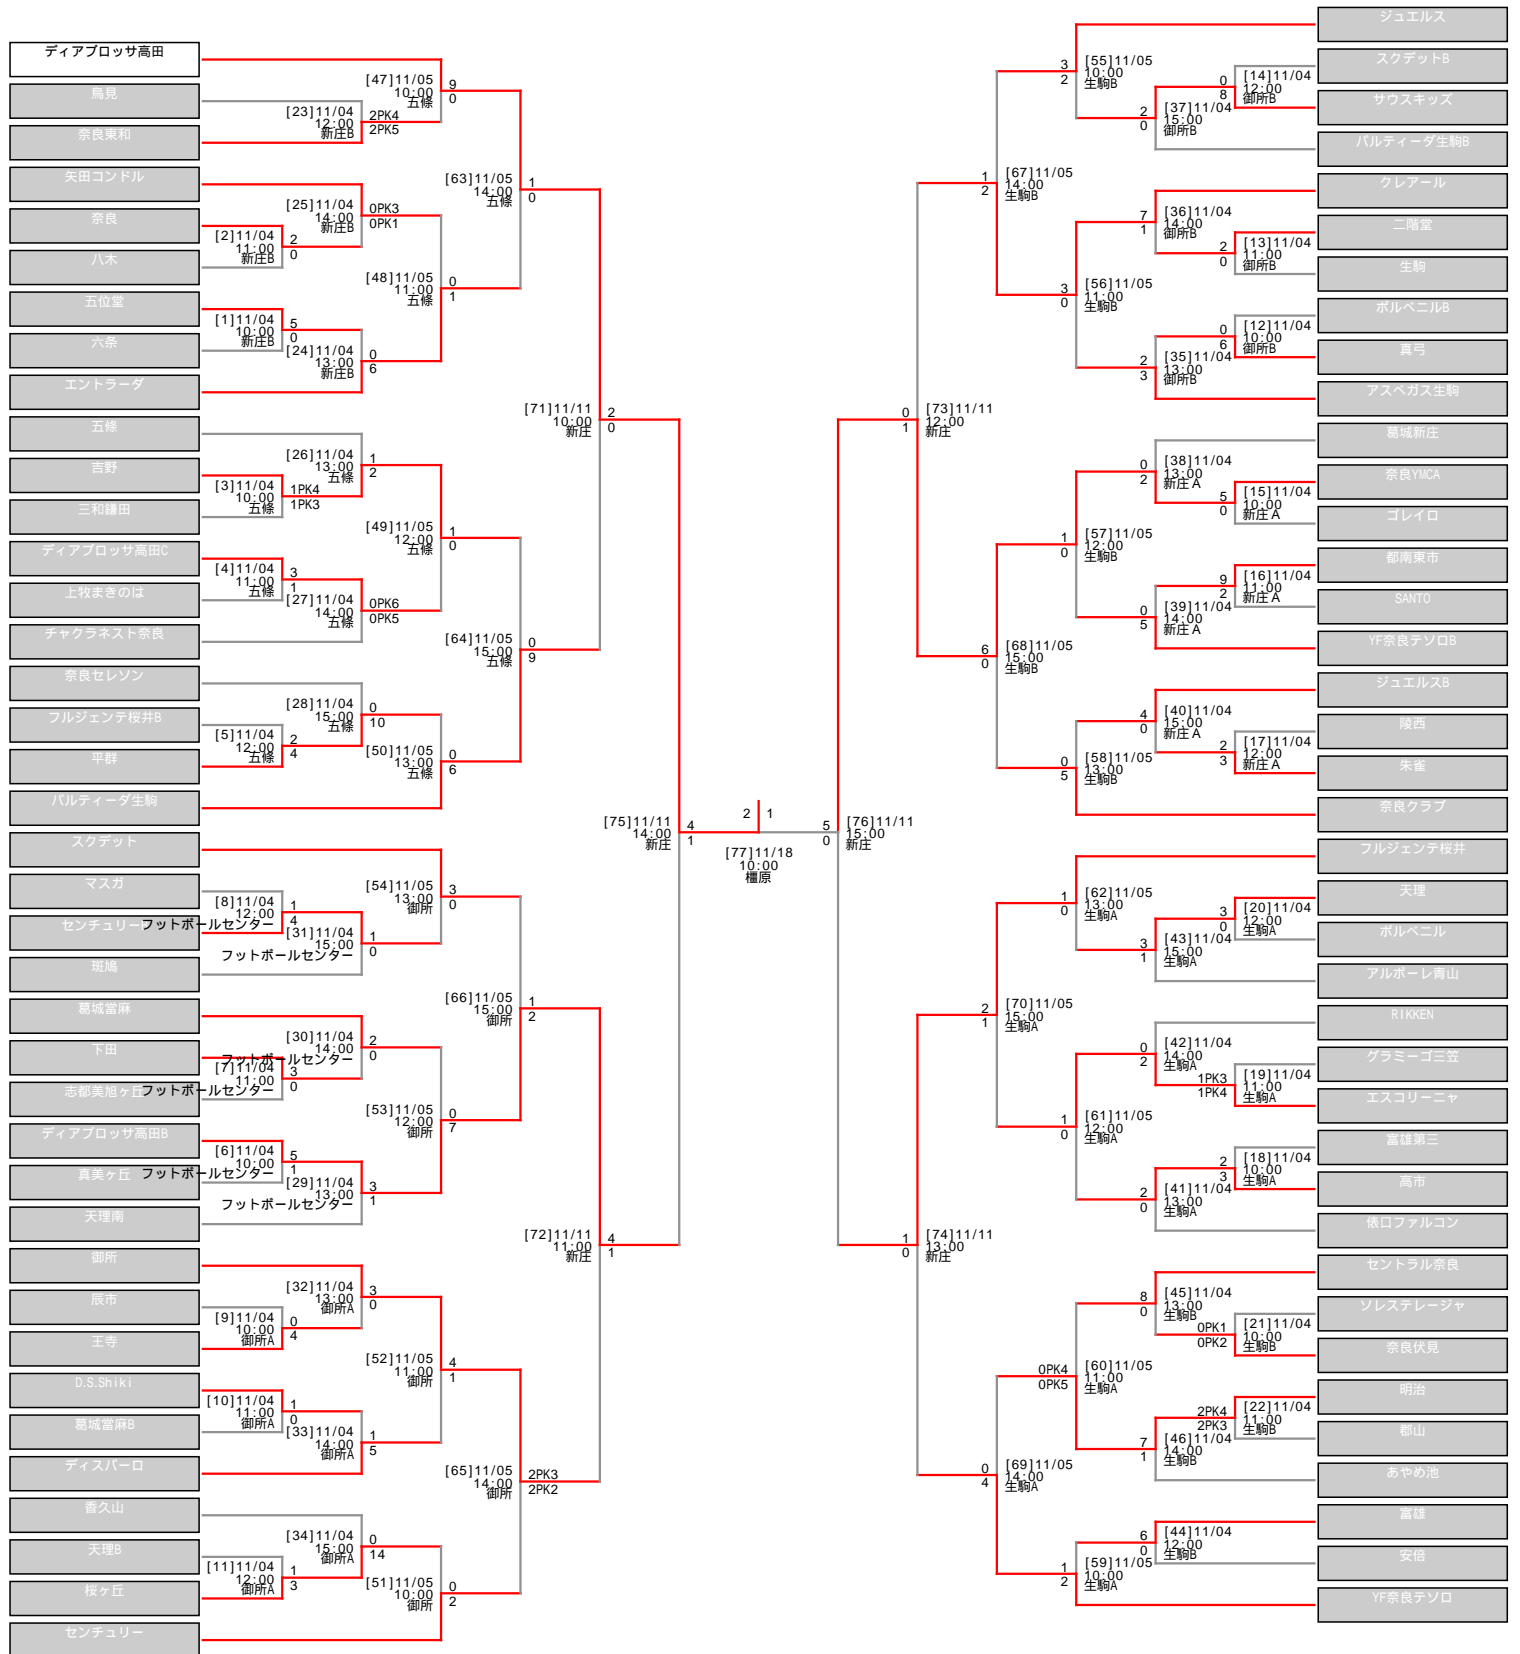 ディアブロッサ高田
鳥見
奈良東和
矢田コンドル
奈良
八木
五位堂
六条
エントラーダ
五條
吉野
三和鎌田
ディアブロッサ高田C
上牧まきのは
チャクラネスト奈良
奈良セレソン
フルジェンテ桜井B
平群
パルティーダ生駒
スクデット
マスガ
センチュリー
斑鳩
葛城當麻
下田
志都美旭ヶ丘
ディアブロッサ高田B
真美ヶ丘
天理南
御所
辰市
王寺
D.S.Shiki
葛城當麻B
ディスパーロ
香久山
天理B
桜ヶ丘
センチュリー
[23]11/04
12:00
新庄B
2PK4
2PK5
[25]11/04
14:00
新庄B
0PK3
0PK1
[2]11/04
11:00
新庄B
2
0
[1]11/04
10:00
新庄B
5
0
[24]11/04
13:00
新庄B
0
6
[26]11/04
13:00
五條
1
2
[3]11/04
10:00
五條
1PK4
1PK3
[4]11/04
11:00
五條
3
1
[27]11/04
14:00
五條
0PK6
0PK5
[28]11/04
15:00
五條
0
10
[5]11/04
12:00
五條
2
4
[8]11/04
12:00
フットボールセンター
1
4
[31]11/04
15:00
フットボールセンター
1
0
[30]11/04
14:00
フットボールセンター
2
0
[7]11/04
11:00
フットボールセンター
3
0
[6]11/04
10:00
フットボールセンター
5
1
[29]11/04
13:00
フットボールセンター
3
1
[32]11/04
13:00
御所A
3
0
[9]11/04
10:00
御所A
0
4
[10]11/04
11:00
御所A
1
0
[33]11/04
14:00
御所A
1
5
[34]11/04
15:00
御所A
0
14
[11]11/04
12:00
御所A
1
3
[47]11/05
10:00
五條
9
0
[48]11/05
11:00
五條
0
1
[49]11/05
12:00
五條
1
0
[50]11/05
13:00
五條
0
6
[54]11/05
13:00
御所
3
0
[53]11/05
12:00
御所
0
7
[52]11/05
11:00
御所
4
1
[51]11/05
10:00
御所
0
2
[63]11/05
14:00
五條
1
0
[64]11/05
15:00
五條
0
9
[66]11/05
15:00
御所
1
2
[65]11/05
14:00
御所
2PK3
2PK2
[71]11/11
10:00
新庄
2
0
[72]11/11
11:00
新庄
4
1
[75]11/11
14:00
新庄
4
1
2
1
[77]11/18
10:00
橿原
5
0
[76]11/11
15:00
新庄
0
1
[73]11/11
12:00
新庄
1
0
[74]11/11
13:00
新庄
1
2
[67]11/05
14:00
生駒B
6
0
[68]11/05
15:00
生駒B
2
1
[70]11/05
15:00
生駒A
0
4
[69]11/05
14:00
生駒A
3
2
[55]11/05
10:00
生駒B
3
0
[56]11/05
11:00
生駒B
1
0
[57]11/05
12:00
生駒B
0
5
[58]11/05
13:00
生駒B
1
0
[62]11/05
13:00
生駒A
1
0
[61]11/05
12:00
生駒A
0PK4
0PK5
[60]11/05
11:00
生駒A
1
2
[59]11/05
10:00
生駒A
0
8
[14]11/04
12:00
御所B
2
0
[37]11/04
15:00
御所B
7
1
[36]11/04
14:00
御所B
2
0
[13]11/04
11:00
御所B
0
6
[12]11/04
10:00
御所B
2
3
[35]11/04
13:00
御所B
0
2
[38]11/04
13:00
新庄A
5
0
[15]11/04
10:00
新庄A
9
2
[16]11/04
11:00
新庄A
0
5
[39]11/04
14:00
新庄A
4
0
[40]11/04
15:00
新庄A
2
3
[17]11/04
12:00
新庄A
3
0
[20]11/04
12:00
生駒A
3
1
[43]11/04
15:00
生駒A
0
2
[42]11/04
14:00
生駒A
1PK3
1PK4
[19]11/04
11:00
生駒A
2
3
[18]11/04
10:00
生駒A
2
0
[41]11/04
13:00
生駒A
8
0
[45]11/04
13:00
生駒B
0PK1
0PK2
[21]11/04
10:00
生駒B
2PK4
2PK3
[22]11/04
11:00
生駒B
7
1
[46]11/04
14:00
生駒B
6
0
[44]11/04
12:00
生駒B
ジュエルス
スクデットB
サウスキッズ
パルティーダ生駒B
クレアール
二階堂
生駒
ポルベニルB
真弓
アスペガス生駒
葛城新庄
奈良YMCA
ゴレイロ
都南東市
SANTO
YF奈良テソロB
ジュエルスB
陵西
朱雀
奈良クラブ
フルジェンテ桜井
天理
ポルベニル
アルボーレ青山
RIKKEN
グラミーゴ三笠
エスコリーニャ
富雄第三
高市
俵口ファルコン
セントラル奈良
ソレステレージャ
奈良伏見
明治
郡山
あやめ池
富雄
安倍
YF奈良テソロ